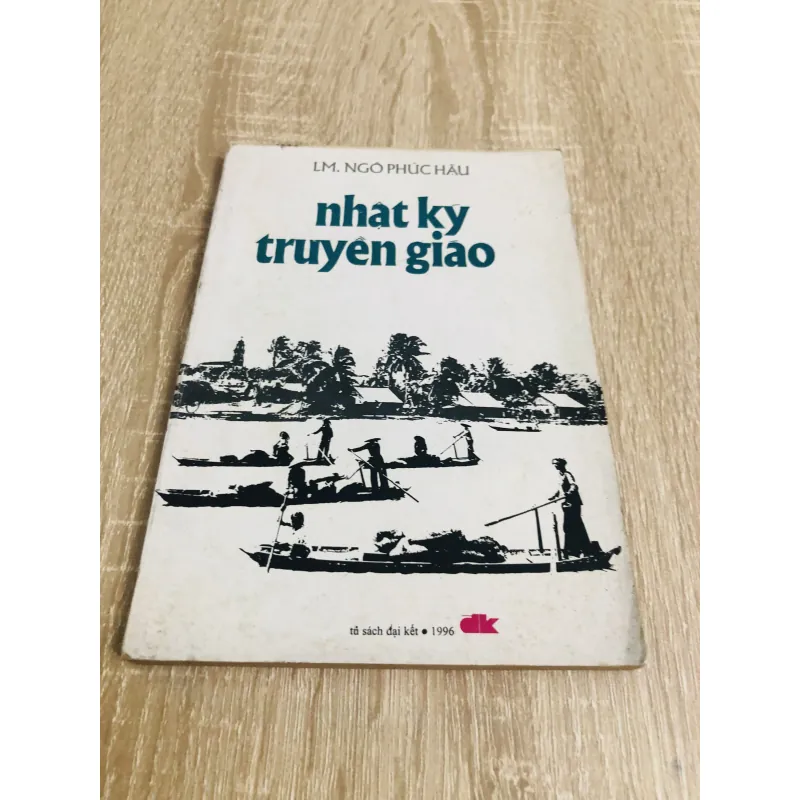 LM. NGÔ PHÚC HẬU
nhật ký
truyền giáo
tủ sách đại kết • 1996 đk